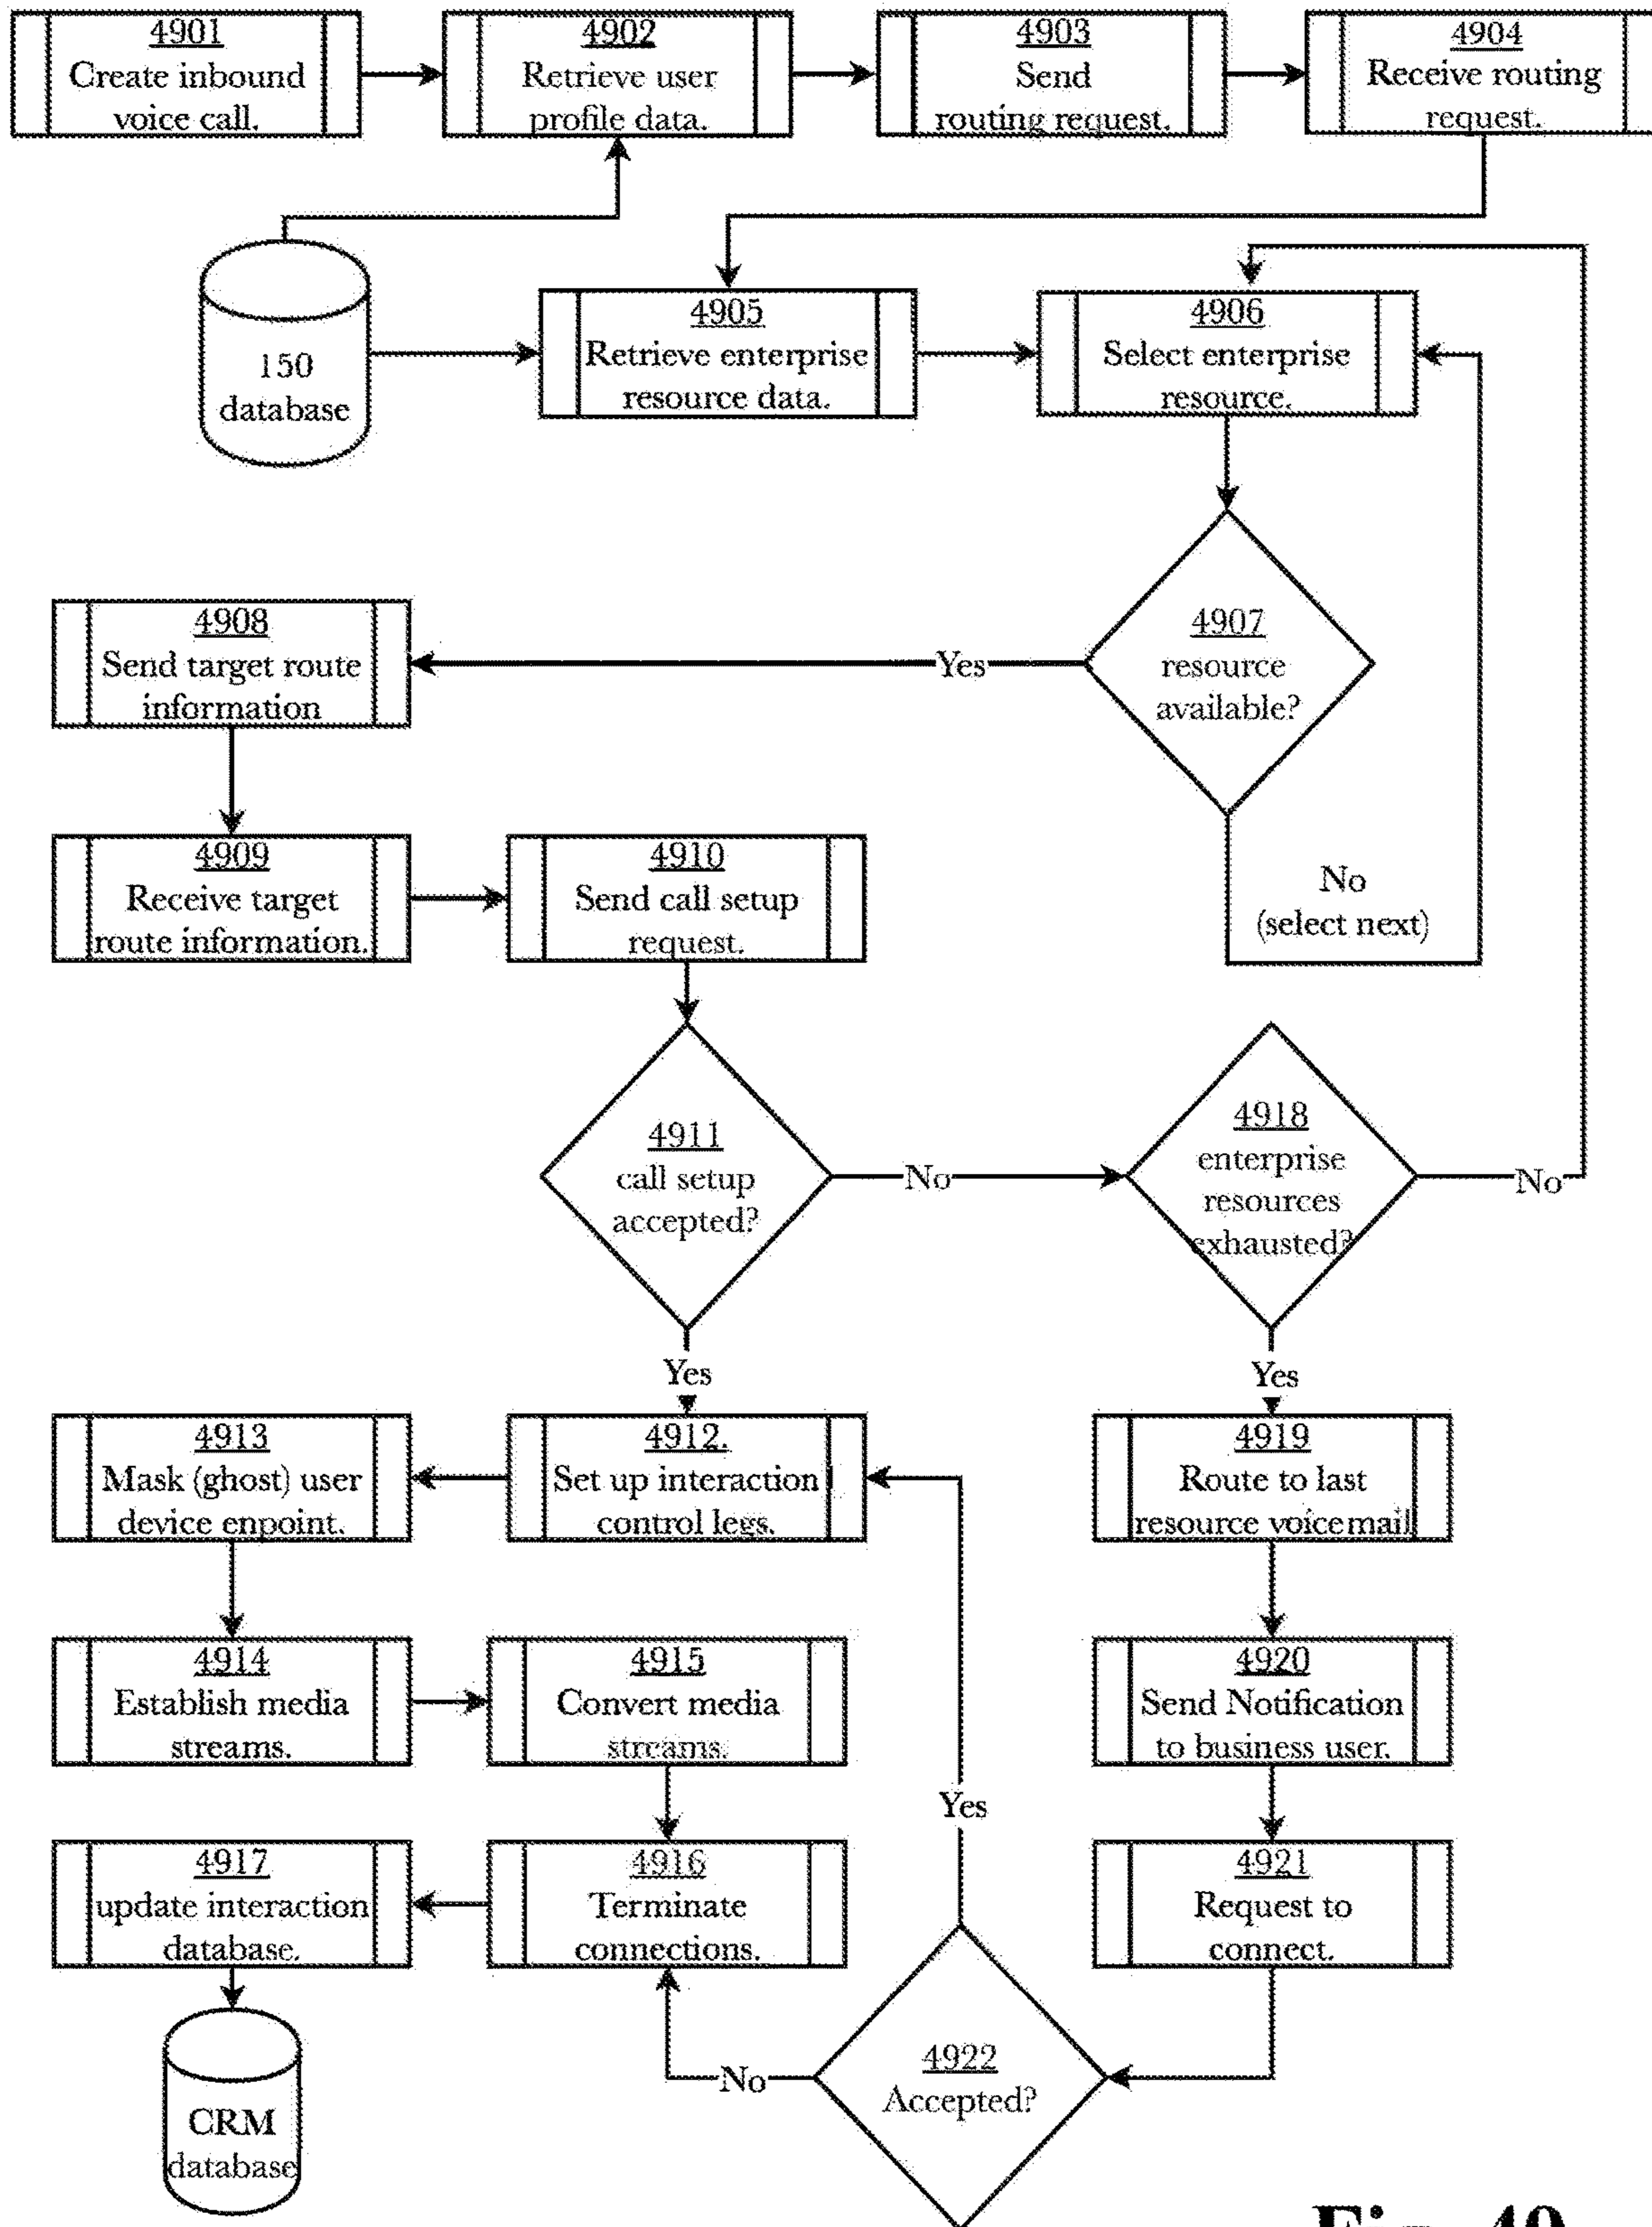 4901
Create inbound
voice call.
4902
Retrieve user
profile data.
4903
Send
routing request.
4904
Receive routing
request.
150
database
4905
Retrieve enterprise
resource data.
4906
Select enterprise
resource.
4907
resource
available?
Yes
4908
Send target route
information
No
(select next)
4909
Receive target
route information.
4910
Send call setup
request.
4911
call setup
accepted?
No
4918
enterprise
resources
exhausted?
No
Yes
Yes
4913
Mask (ghost) user
device enpoint.
4912.
Set up interaction
control legs.
4919
Route to last
resource voicemail
4914
Establish media
streams.
4915
Convert media
streams.
4920
Send Notification
to business user.
Yes
4917
update interaction
database.
4916
Terminate
connections.
4921
Request to
connect.
4922
Accepted?
No
CRM
database
Fig. 49